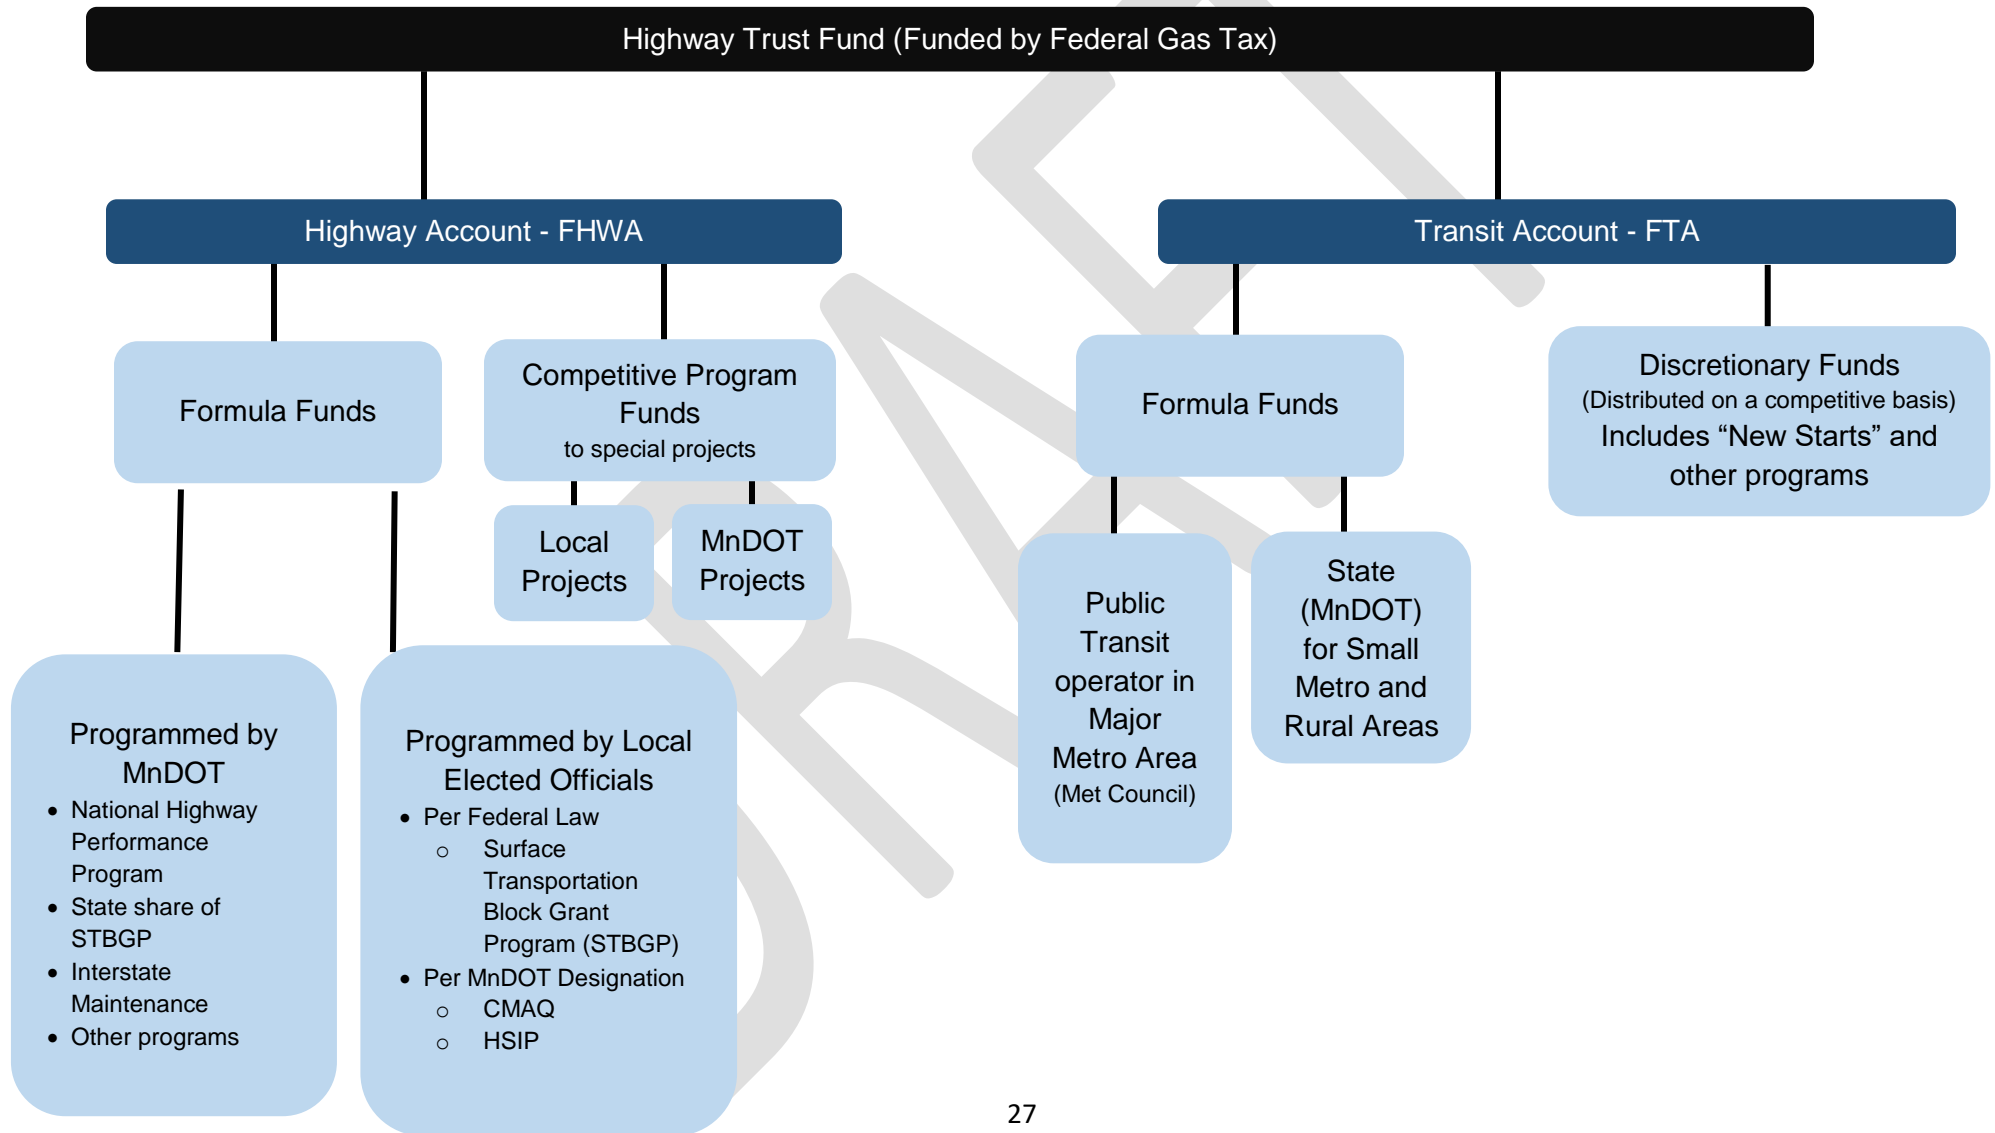 Highway Trust Fund (Funded by Federal Gas Tax)
Highway Account - FHWA
Transit Account - FTA
Formula Funds
Competitive Program
Funds
to special projects
Local
Projects
MnDOT
Projects
Programmed by
MnDOT
• National Highway
Performance
Program
• State share of
STBGP
• Interstate
Maintenance
• Other programs
Programmed by Local
Elected Officials
• Per Federal Law
o Surface
Transportation
Block Grant
Program (STBGP)
• Per MnDOT Designation
o CMAQ
o HSIP
Formula Funds
Discretionary Funds
(Distributed on a competitive basis)
Includes “New Starts” and
other programs
Public
Transit
operator in
Major
Metro Area
(Met Council)
State
(MnDOT)
for Small
Metro and
Rural Areas
DRAFT
27